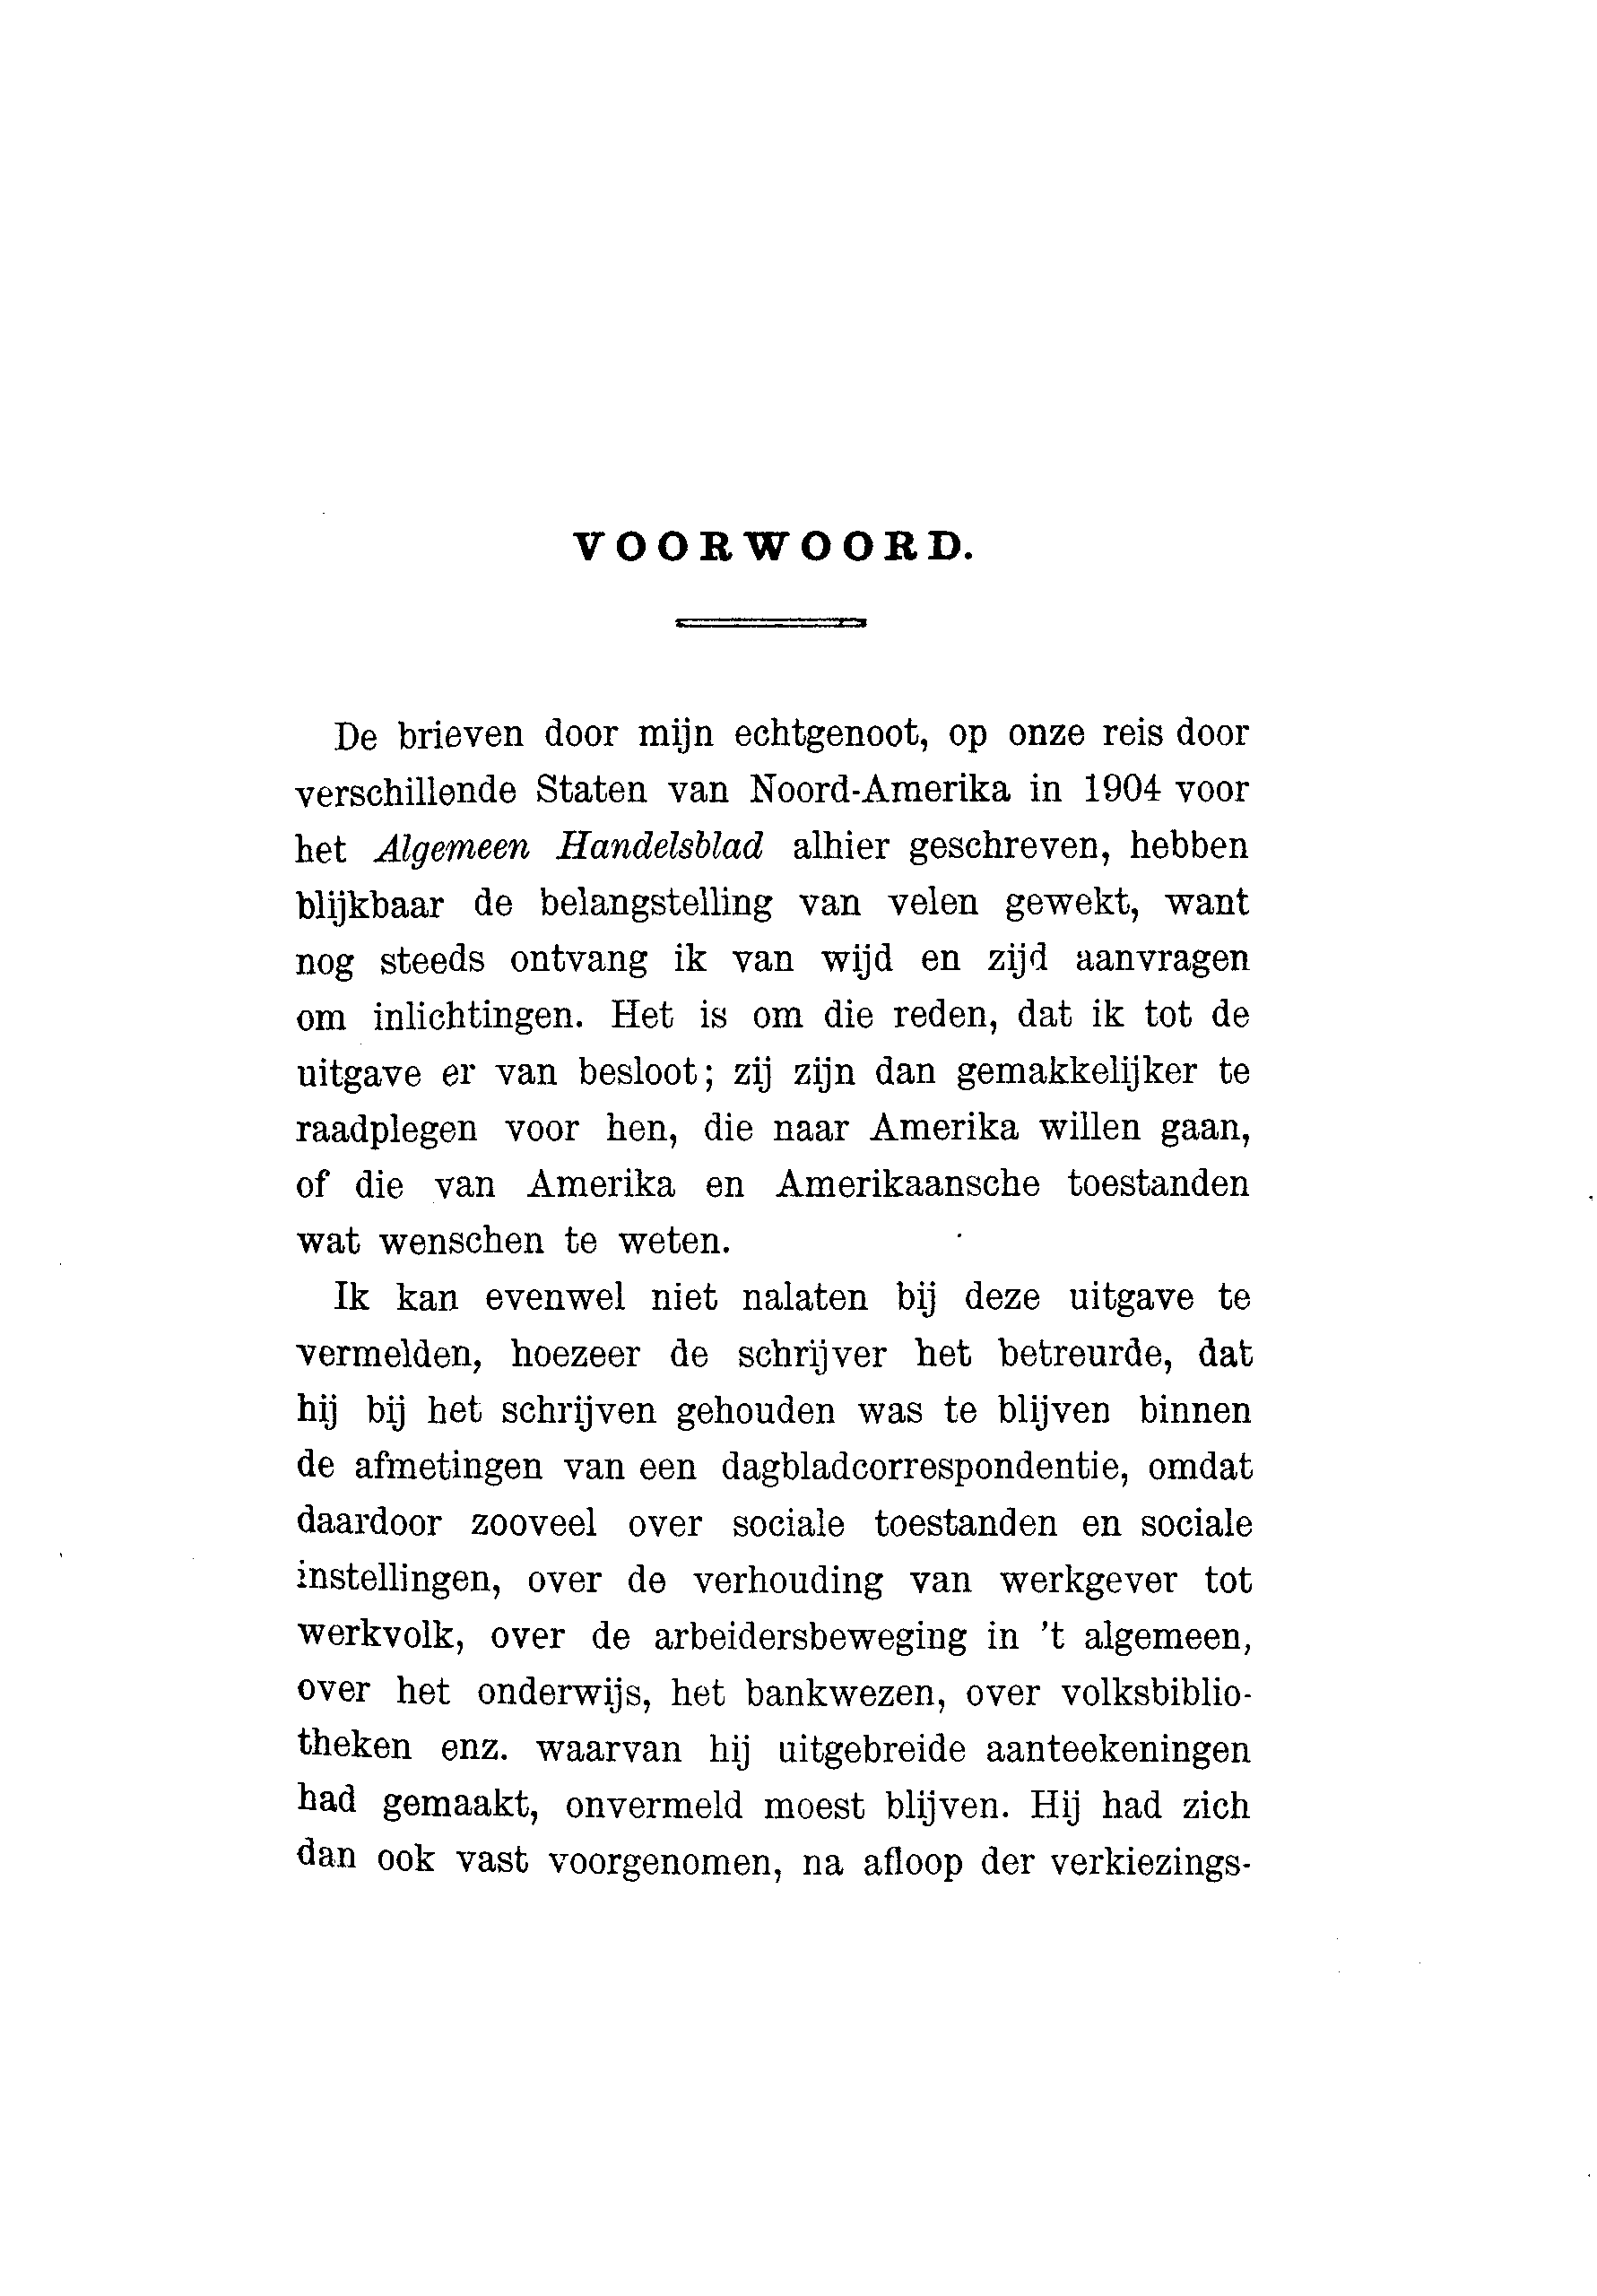 VOORWOORD.
De brieven door mijn echtgenoot, op onze reis door
verschillende Staten van Noord-Amerika in 1904 voor
het Algemeen Handelsblad alhier geschreven, hebben
blijkbaar de belangstelling van velen gewekt, want
nog steeds ontvang ik van wijd en zijd aanvragen
om inlichtingen. Het is om die reden, dat ik tot de
uitgave er van besloot; zij zijn dan gemakkelijker te
raadplegen voor hen, die naar Amerika willen gaan,
of die van Amerika en Amerikaansche toestanden
wat wenschen te weten.
Ik kan evenwel niet nalaten bij deze uitgave te
vermelden, hoezeer de schrijver het betreurde, dat
hij bij het schrijven gehouden was te blijven binnen
de afmetingen van een dagbladcorrespondentie, omdat
daardoor zooveel over sociale toestanden en sociale
instellingen, over de verhouding van werkgever tot
werkvolk, over de arbeidersbeweging in 't algemeen,
over het onderwijs, het bankwezen, over volksbiblio-
theken enz. waarvan hij uitgebreide aanteekeningen
had gemaakt, onvermeld moest blijven. Hij had zich
dan ook vast voorgenomen, na afloop der verkiezings-